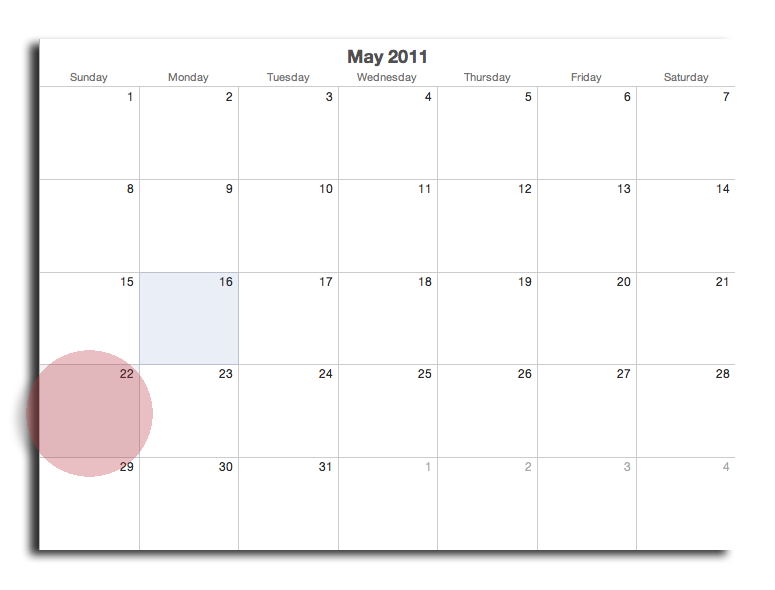 May 2011
Sunday Monday Tuesday Wednesday Thursday Friday Saturday
1 2 3 4 5 6 7
8 9 10 11 12 13 14
15 16 17 18 19 20 21
22 23 24 25 26 27 28
29 30 31 1 2 3 4